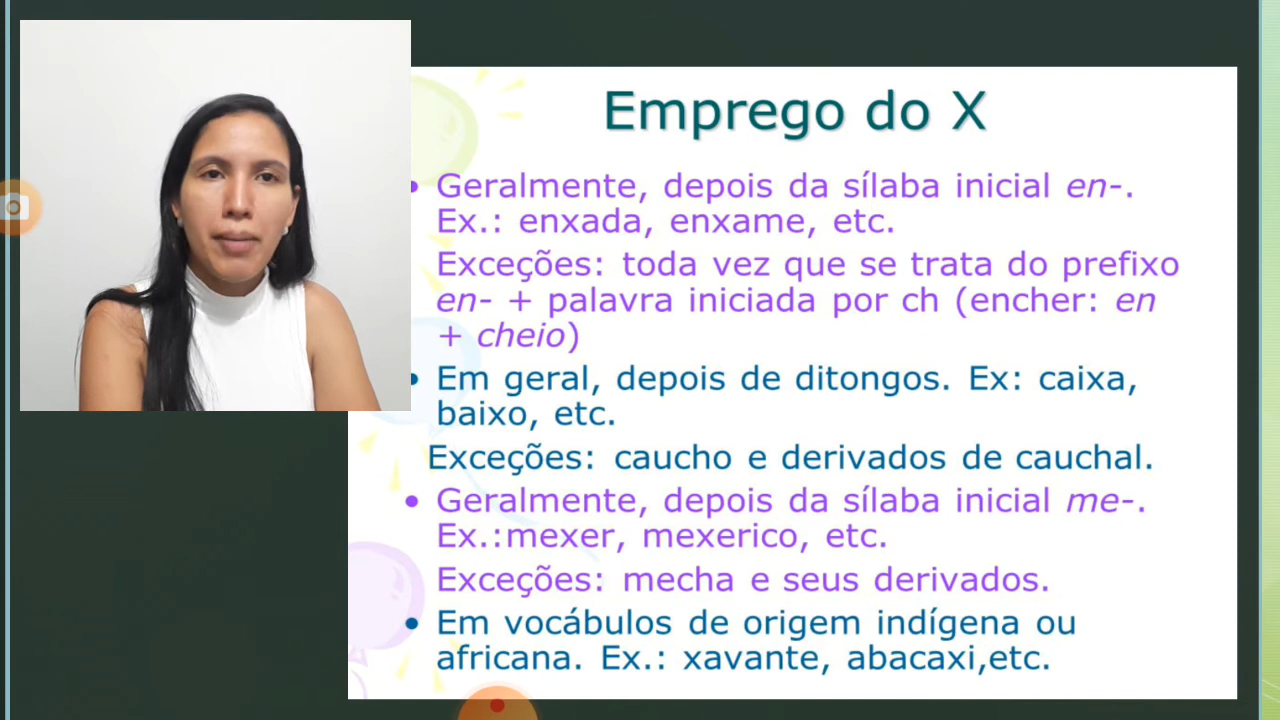 Emprego do X
• Geralmente, depois da sílaba inicial en-.
Ex.: enxada, enxame, etc.
Exceções: toda vez que se trata do prefixo
en- + palavra iniciada por ch (encher: en
+ cheio)
• Em geral, depois de ditongos. Ex: caixa,
baixo, etc.
Exceções: caucho e derivados de cauchal.
• Geralmente, depois da sílaba inicial me-.
Ex.:mexer, mexerico, etc.
Exceções: mecha e seus derivados.
• Em vocábulos de origem indígena ou
africana. Ex.: xavante, abacaxi,etc.